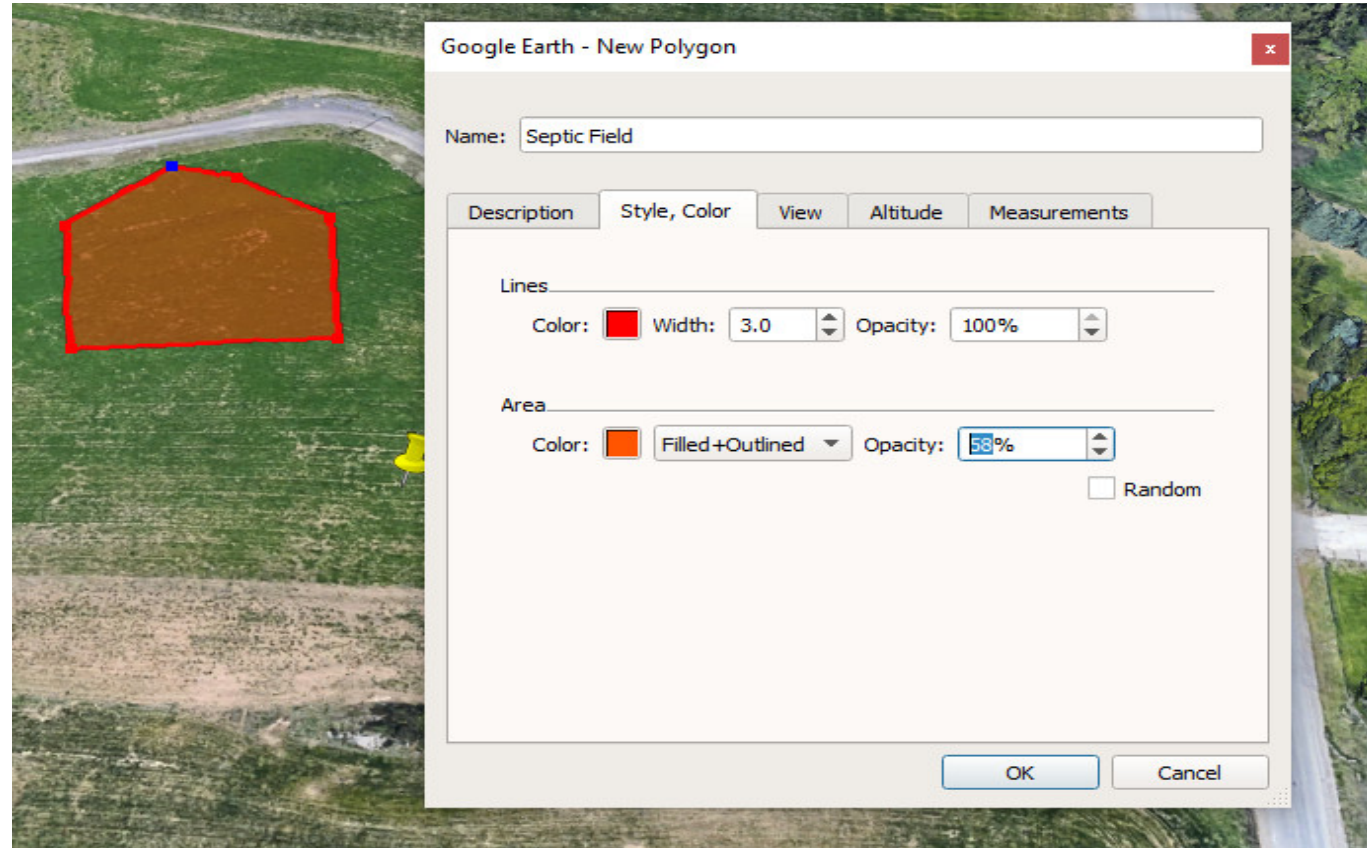 Google Earth - New Polygon
x
Name: Septic Field
Description Style, Color View Altitude Measurements
Lines
Color: Width: 3.0 Opacity: 100%
Area
Color: Filled+Outlined Opacity: 58%
Random
OK Cancel